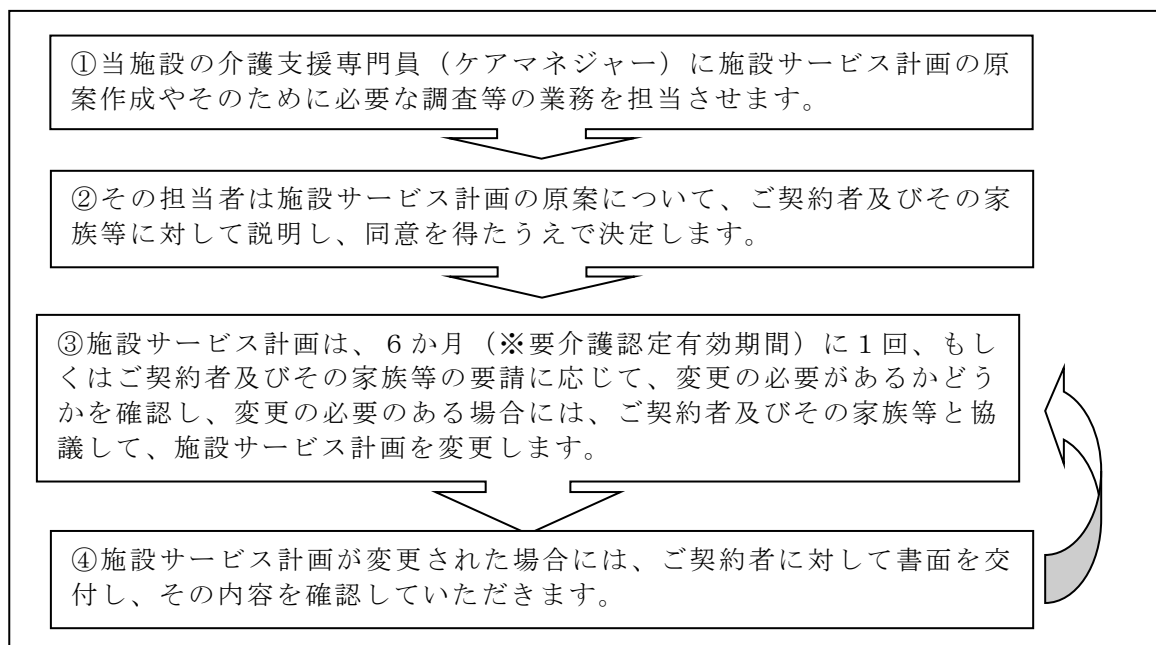 ①当施設の介護支援専門員（ケアマネジャー）に施設サービス計画の原
案作成やそのために必要な調査等の業務を担当させます。
②その担当者は施設サービス計画の原案について、ご契約者及びその家
族等に対して説明し、同意を得たうえで決定します。
③施設サービス計画は、６か月（※要介護認定有効期間）に１回、もし
くはご契約者及びその家族等の要請に応じて、変更の必要があるかどう
かを確認し、変更の必要のある場合には、ご契約者及びその家族等と協
議して、施設サービス計画を変更します。
④施設サービス計画が変更された場合には、ご契約者に対して書面を交
付し、その内容を確認していただきます。